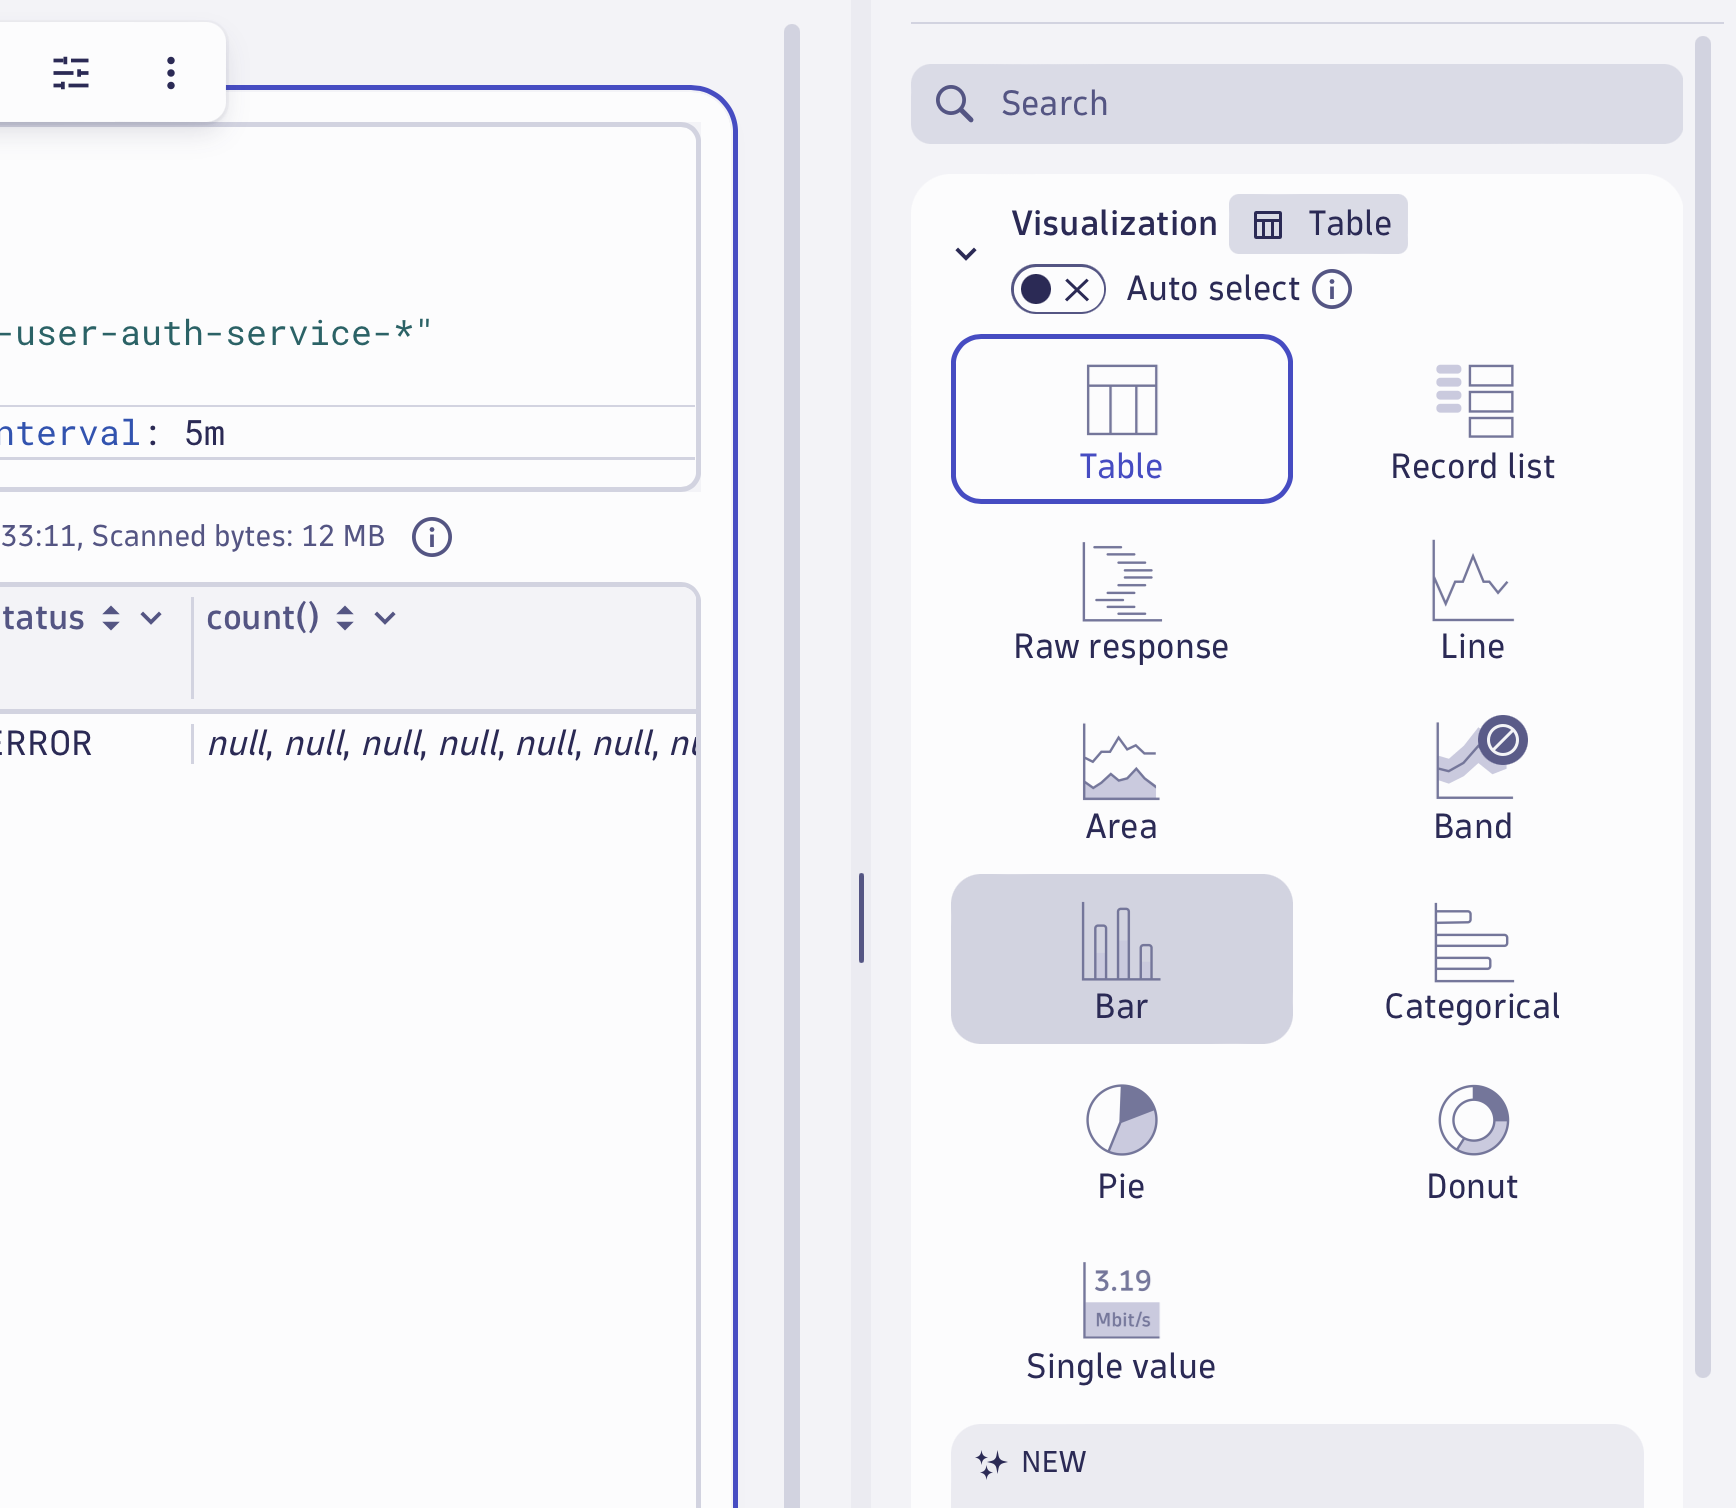 -user-auth-service-*"
nterval: 5m
33:11, Scanned bytes: 12 MB
tatus count()
ERROR null, null, null, null, null, null, nu
Search
Visualization Table
Auto select
Table Record list
Raw response Line
Area Band
Bar Categorical
Pie Donut
3.19
Mbit/s
Single value
NEW